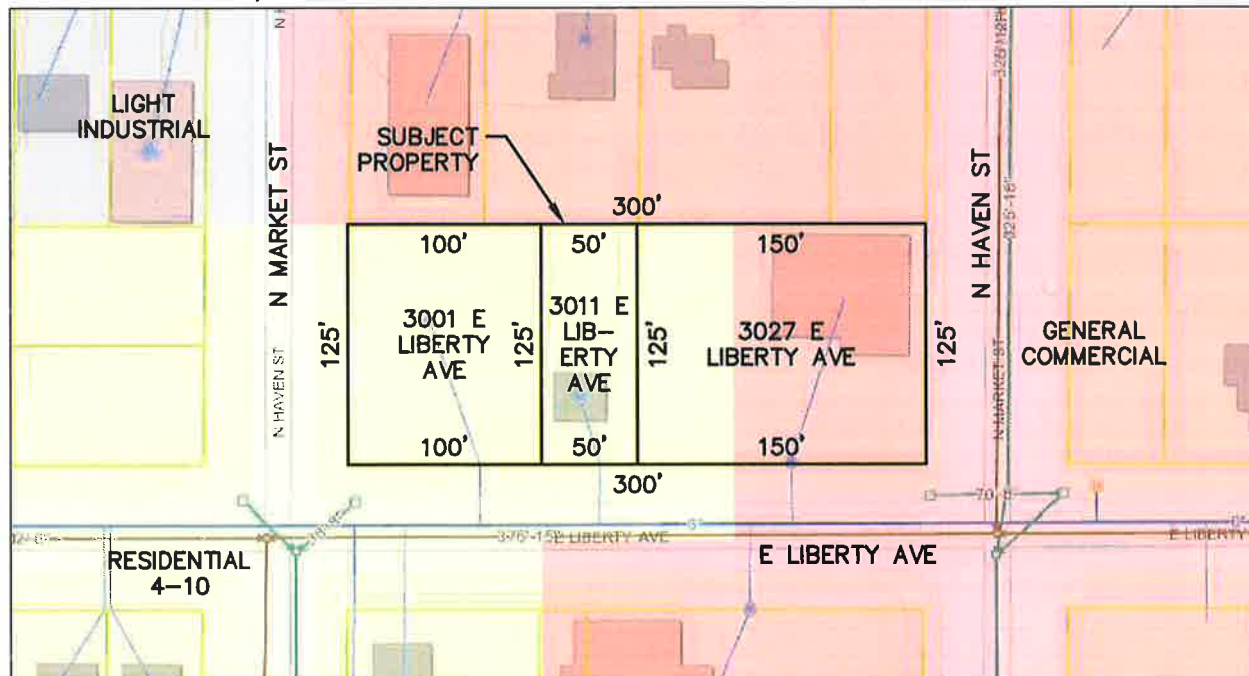 LIGHT
INDUSTRIAL
N MARKET ST
N HAVEN ST
SUBJECT
PROPERTY
300'
100'
50'
150'
125'
3001 E
LIBERTY
AVE
125'
3011 E
LIB-
ERTY
AVE
125'
3027 E
LIBERTY AVE
125'
100'
50'
150'
300'
N HAVEN ST
N MARKET ST
GENERAL
COMMERCIAL
E LIBERTY AVE
6"
E LIBERTY AVE
E LIBERTY
RESIDENTIAL
4-10